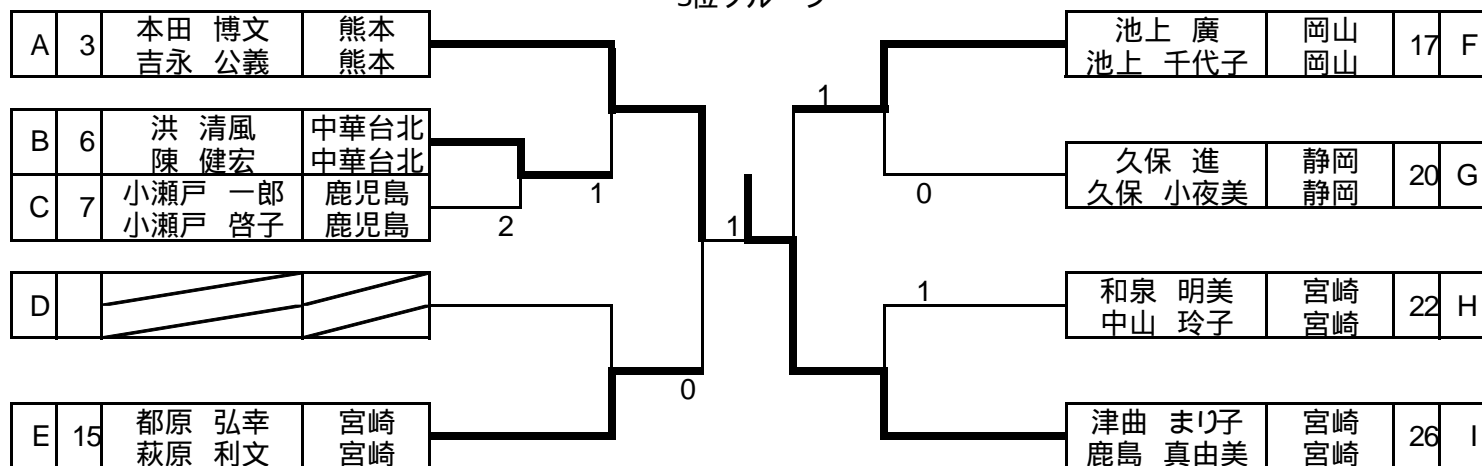 A 3 本田 博文 熊本
吉永 公義 熊本
B 6 洪 清風 中華台北
陳 健宏 中華台北
C 7 小瀬戸 一郎 鹿児島
小瀬戸 啓子 鹿児島
D
E 15 都原 弘幸 宮崎
萩原 利文 宮崎
1
2
1
0
1
0
1
池上 廣 岡山 17 F
池上 千代子 岡山
久保 進 静岡 20 G
久保 小夜美 静岡
和泉 明美 宮崎 22 H
中山 玲子 宮崎
津曲 まり子 宮崎 26 I
鹿島 真由美 宮崎